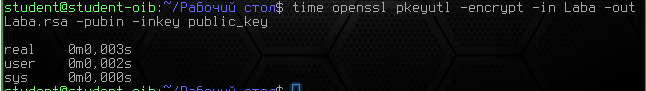 student@student-oib:~/Рабочий стол$ time openssl pkeyutl -encrypt -in Laba -out
Laba.rsa -pubin -inkey public_key
real 0m0,003s
user 0m0,002s
sys 0m0,000s
student@student-oib:~/Рабочий стол$